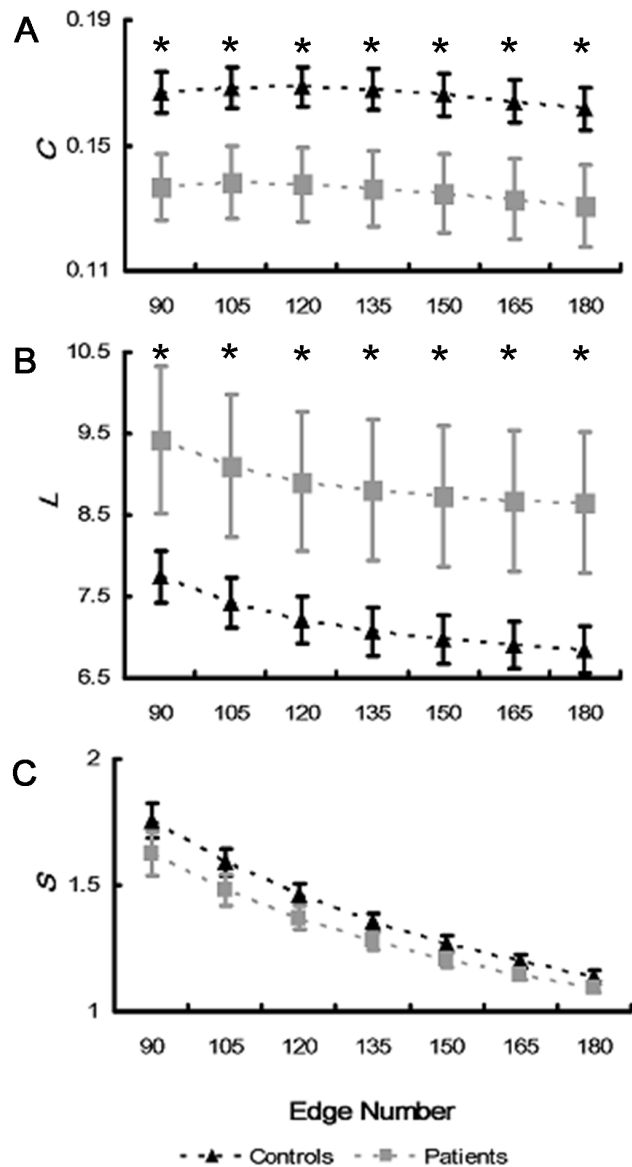 A
0.19
* * * * * * *
C
0.15
0.11
90 105 120 135 150 165 180
B
10.5
* * * * * * *
9.5
L
8.5
7.5
6.5
90 105 120 135 150 165 180
C
2
S
1.5
1
90 105 120 135 150 165 180
Edge Number
Controls Patients